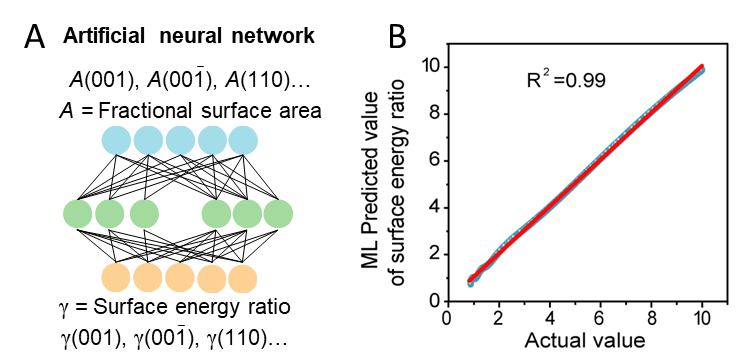 A
Artificial neural network
A(001), A(001̄), A(110)...
A = Fractional surface area
γ = Surface energy ratio
γ(001), γ(001̄), γ(110)...
B
R²=0.99
ML Predicted value
of surface energy ratio
10
8
6
4
2
0
0
2
4
6
8
10
Actual value